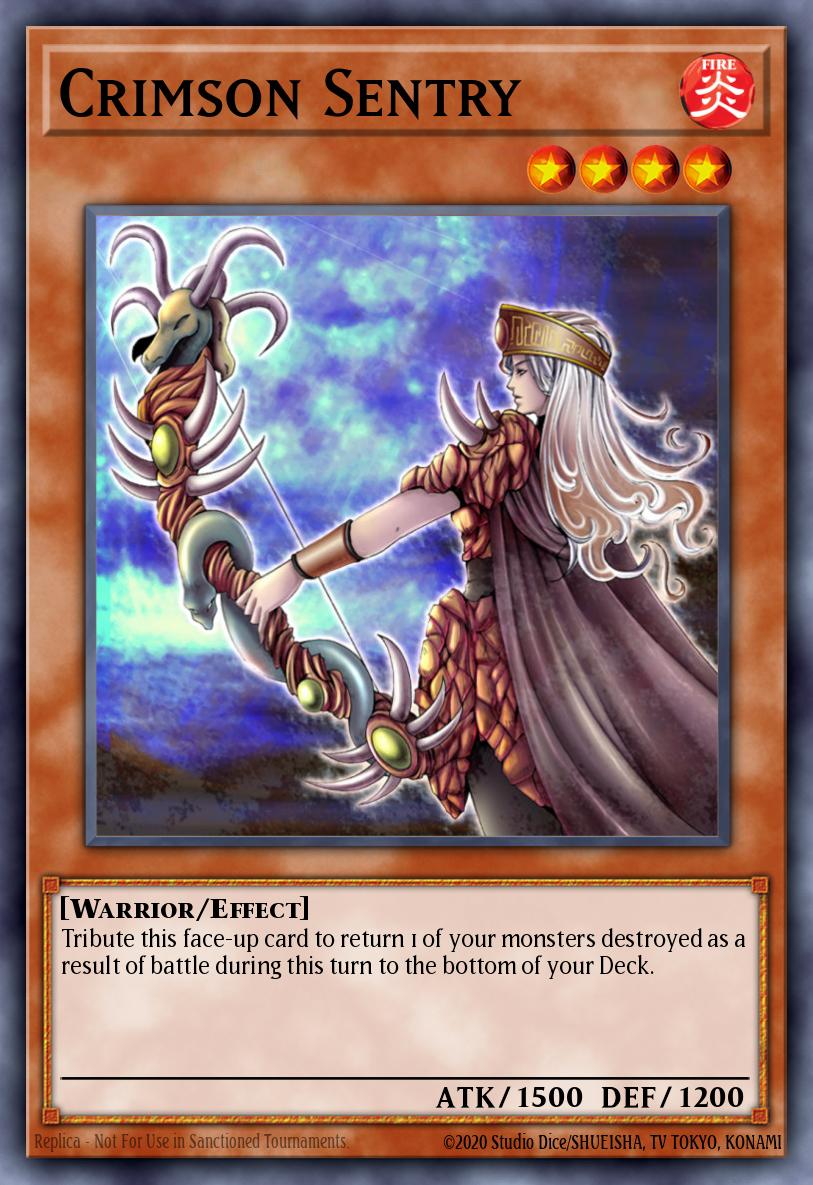 Crimson Sentry
FIRE
炎
[Warrior/Effect]
Tribute this face-up card to return 1 of your monsters destroyed as a
result of battle during this turn to the bottom of your Deck.
ATK/1500 DEF/1200
Replica - Not For Use in Sanctioned Tournaments.
©2020 Studio Dice/SHUEISHA, TV TOKYO, KONAMI